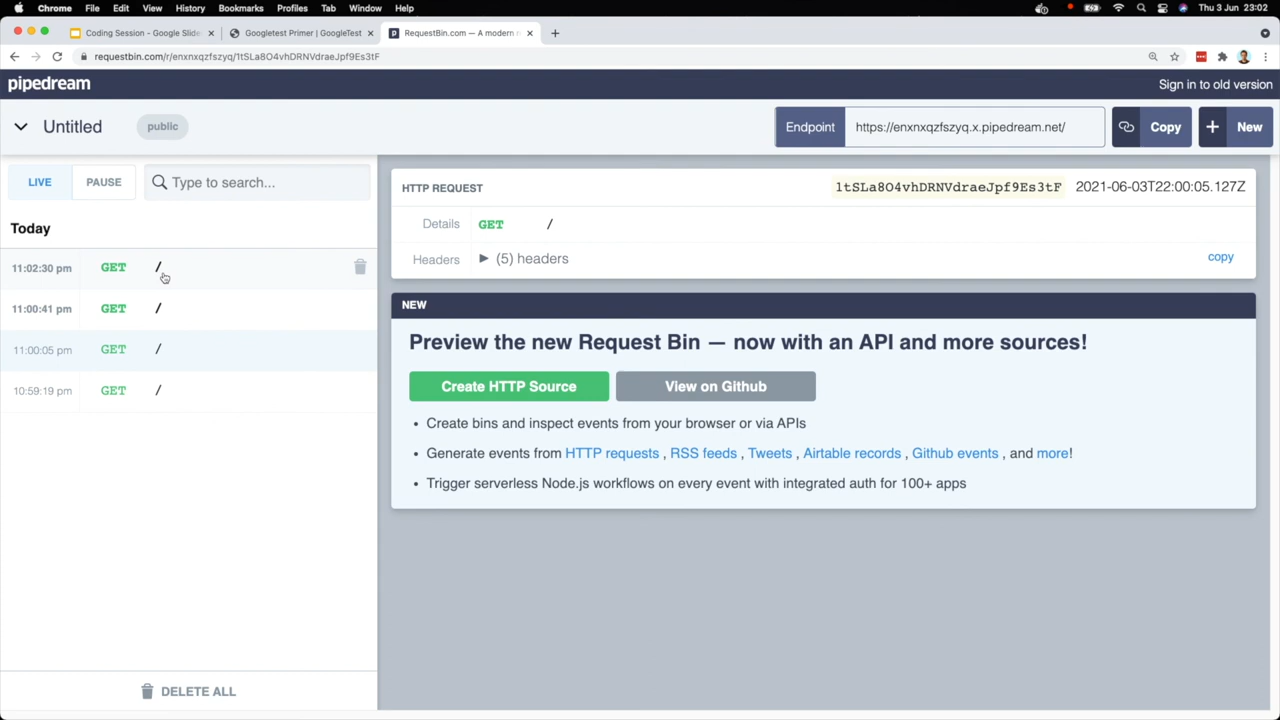 Chrome File Edit View History Bookmarks Profiles Tab Window Help Thu 3 Jun 23:02
Coding Session - Google Slide
Googletest Primer | GoogleTest
RequestBin.com — A modern r
requestbin.com/r/enxnxqzfszyq/1tSLa8O4vhDRNVdraeJpf9Es3tF
pipedream
Sign in to old version
Untitled
public
Endpoint
https://enxnxqzfszyq.x.pipedream.net/
Copy
New
LIVE
PAUSE
Type to search...
Today
11:02:30 pm GET /
11:00:41 pm GET /
11:00:05 pm GET /
10:59:19 pm GET /
DELETE ALL
HTTP REQUEST
1tSLa8O4vhDRNVdraeJpf9Es3tF 2021-06-03T22:00:05.127Z
Details GET /
Headers (5) headers copy
NEW
Preview the new Request Bin — now with an API and more sources!
Create HTTP Source
View on Github
• Create bins and inspect events from your browser or via APIs
• Generate events from HTTP requests , RSS feeds , Tweets , Airtable records , Github events , and more!
• Trigger serverless Node.js workflows on every event with integrated auth for 100+ apps